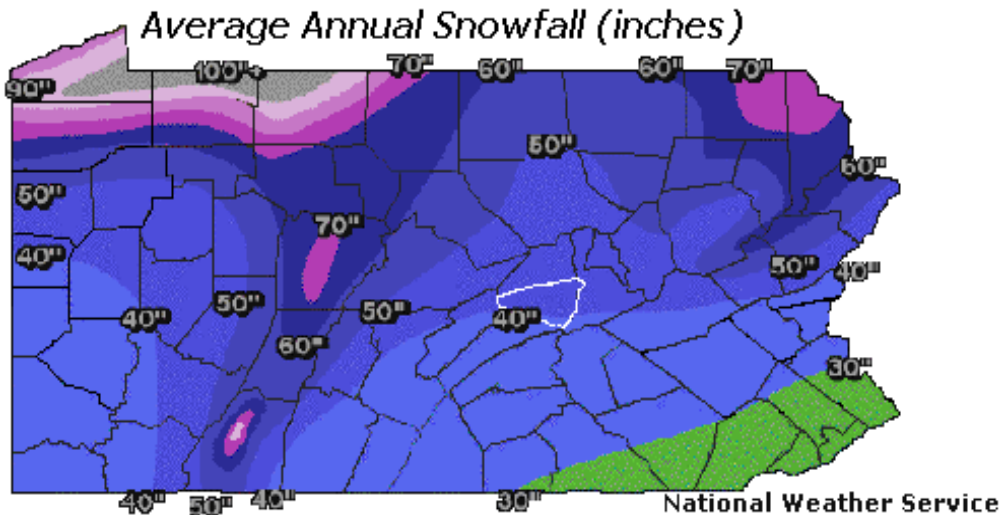 Average Annual Snowfall (inches)
90" 100"+ 70" 60" 60" 70"
50"
60"
50"
70"
40" 50" 40"
50" 50"
40" 40"
60"
30"
40" 50" 40" 30"
National Weather Service